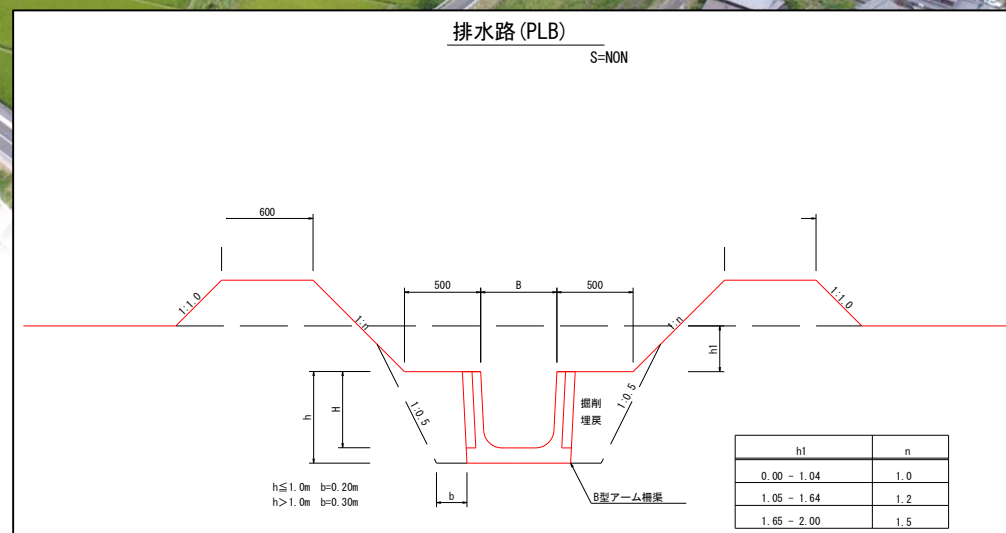 排水路(PLB)
S=NON
600
500
B
500
1:1.0
1:n
1:n
1:1.0
h1
h
H
1:0.5
掘削
埋戻
1:0.5
h≦1.0m b=0.20m
h>1.0m b=0.30m
b
B型アーム柵渠
h1 n
0.00 - 1.04 1.0
1.05 - 1.64 1.2
1.65 - 2.00 1.5